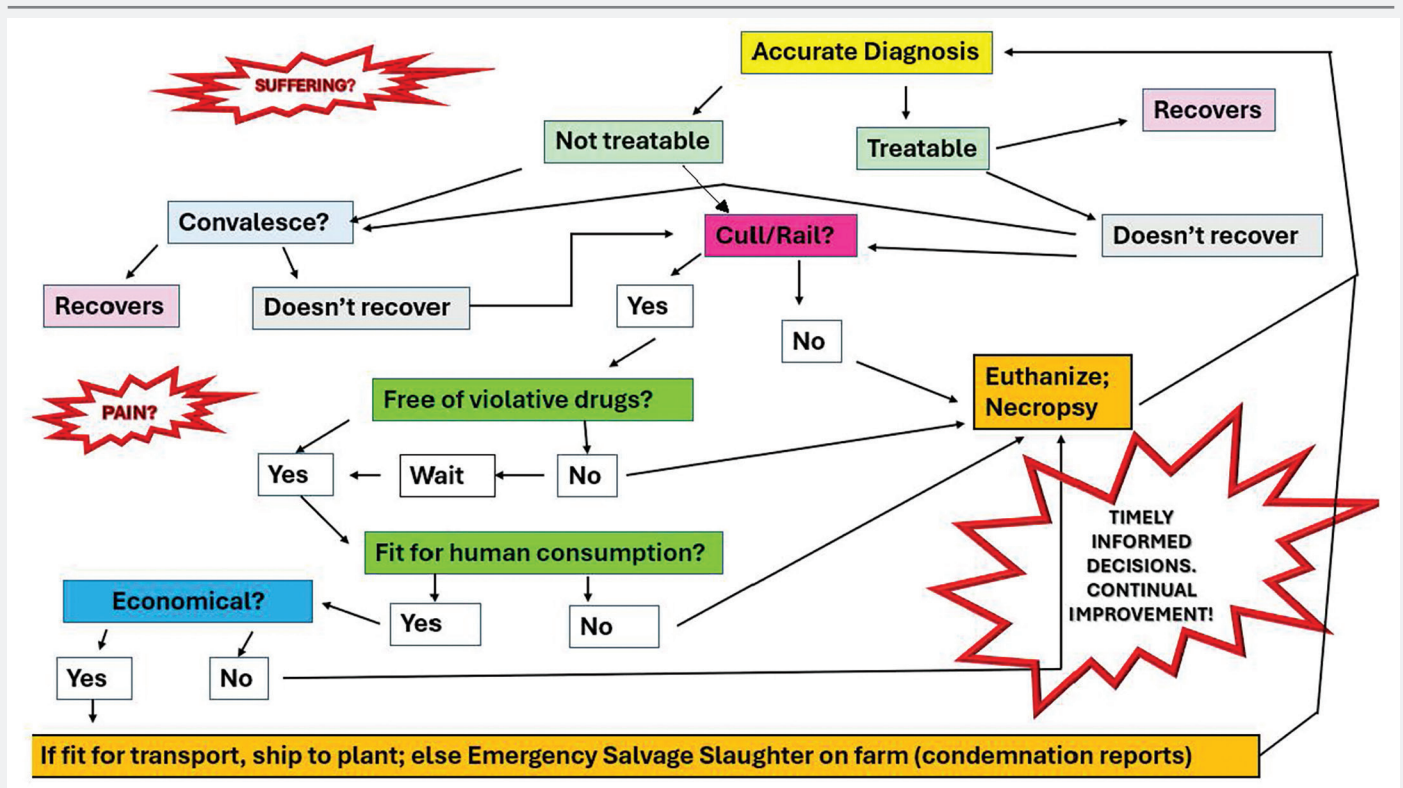 Accurate Diagnosis
SUFFERING?
Recovers
Not treatable
Treatable
Convalesce?
Cull/Rail?
Doesn't recover
Recovers
Doesn't recover
Yes
No
Euthanize;
Necropsy
Free of violative drugs?
PAIN?
Yes
Wait
No
TIMELY
INFORMED
DECISIONS.
CONTINUAL
IMPROVEMENT!
Fit for human consumption?
Economical?
Yes
No
Yes
No
If fit for transport, ship to plant; else Emergency Salvage Slaughter on farm (condemnation reports)